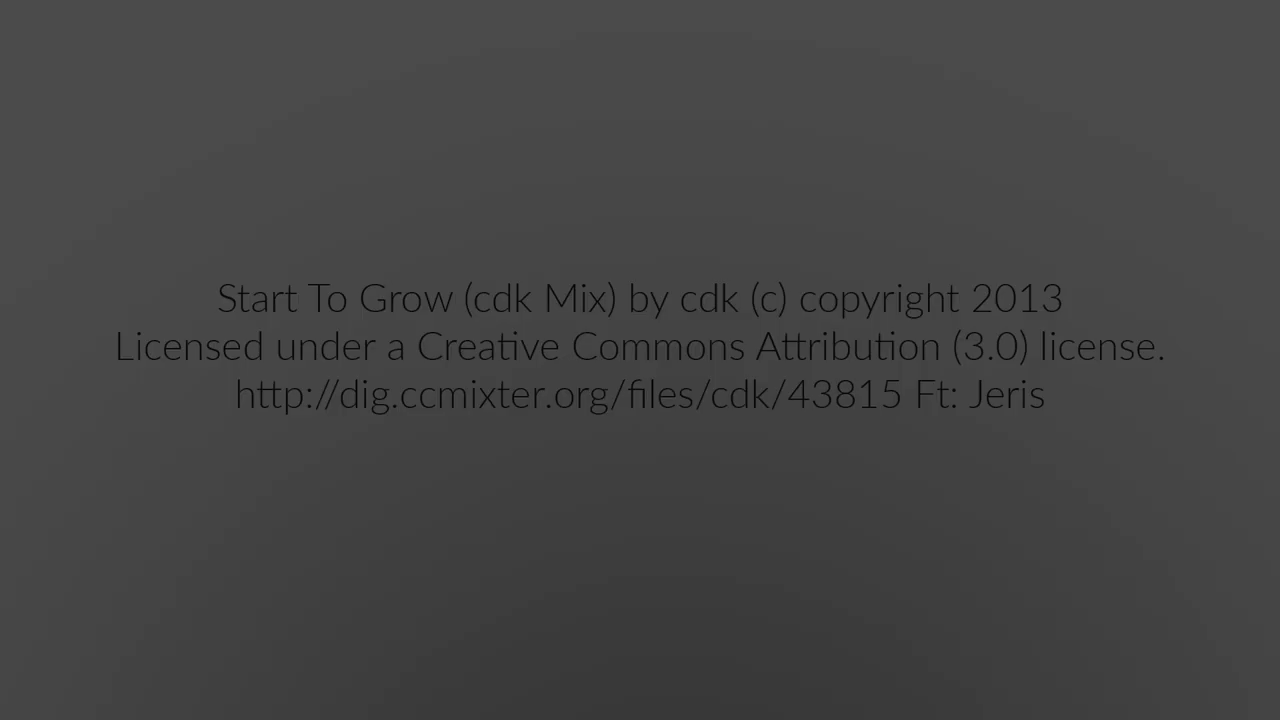 Start To Grow (cdk Mix) by cdk (c) copyright 2013
Licensed under a Creative Commons Attribution (3.0) license.
http://dig.ccmixter.org/files/cdk/43815 Ft: Jeris